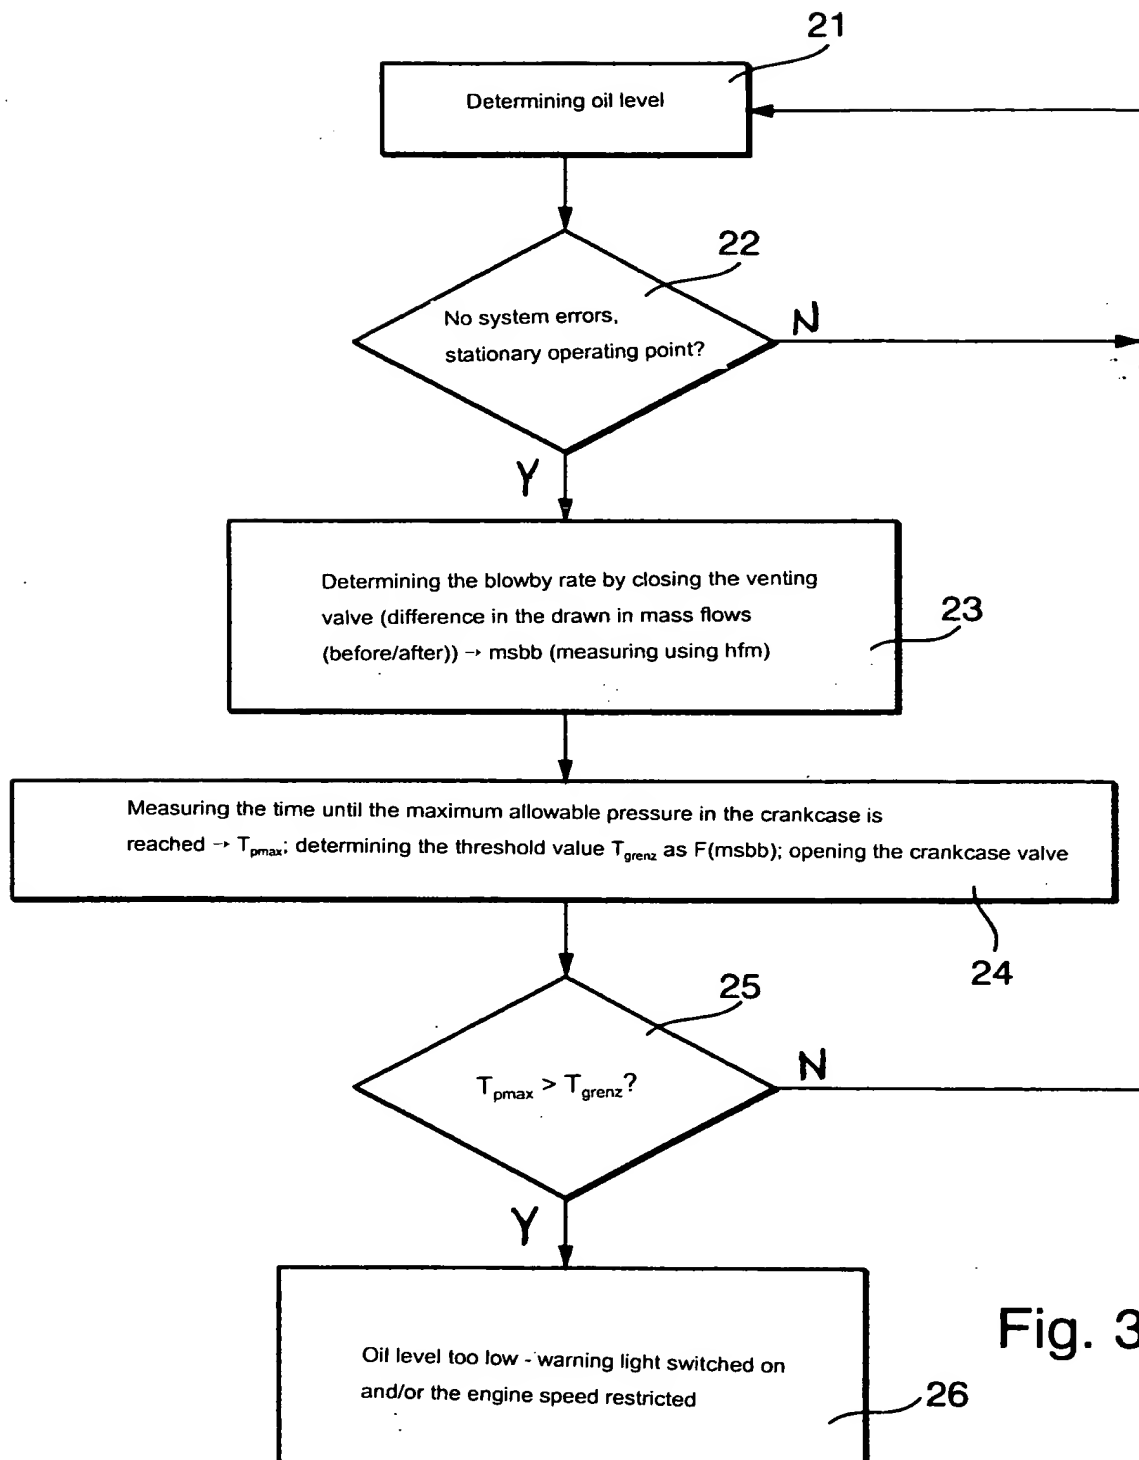 21
Determining oil level
22
No system errors,
stationary operating point?
N
Y
Determining the blowby rate by closing the venting
valve (difference in the drawn in mass flows
(before/after)) → msbb (measuring using hfm)
23
Measuring the time until the maximum allowable pressure in the crankcase is
reached → Tpmax; determining the threshold value Tgrenz as F(msbb); opening the crankcase valve
24
25
Tpmax > Tgrenz?
N
Y
Oil level too low - warning light switched on
and/or the engine speed restricted
26
Fig. 3